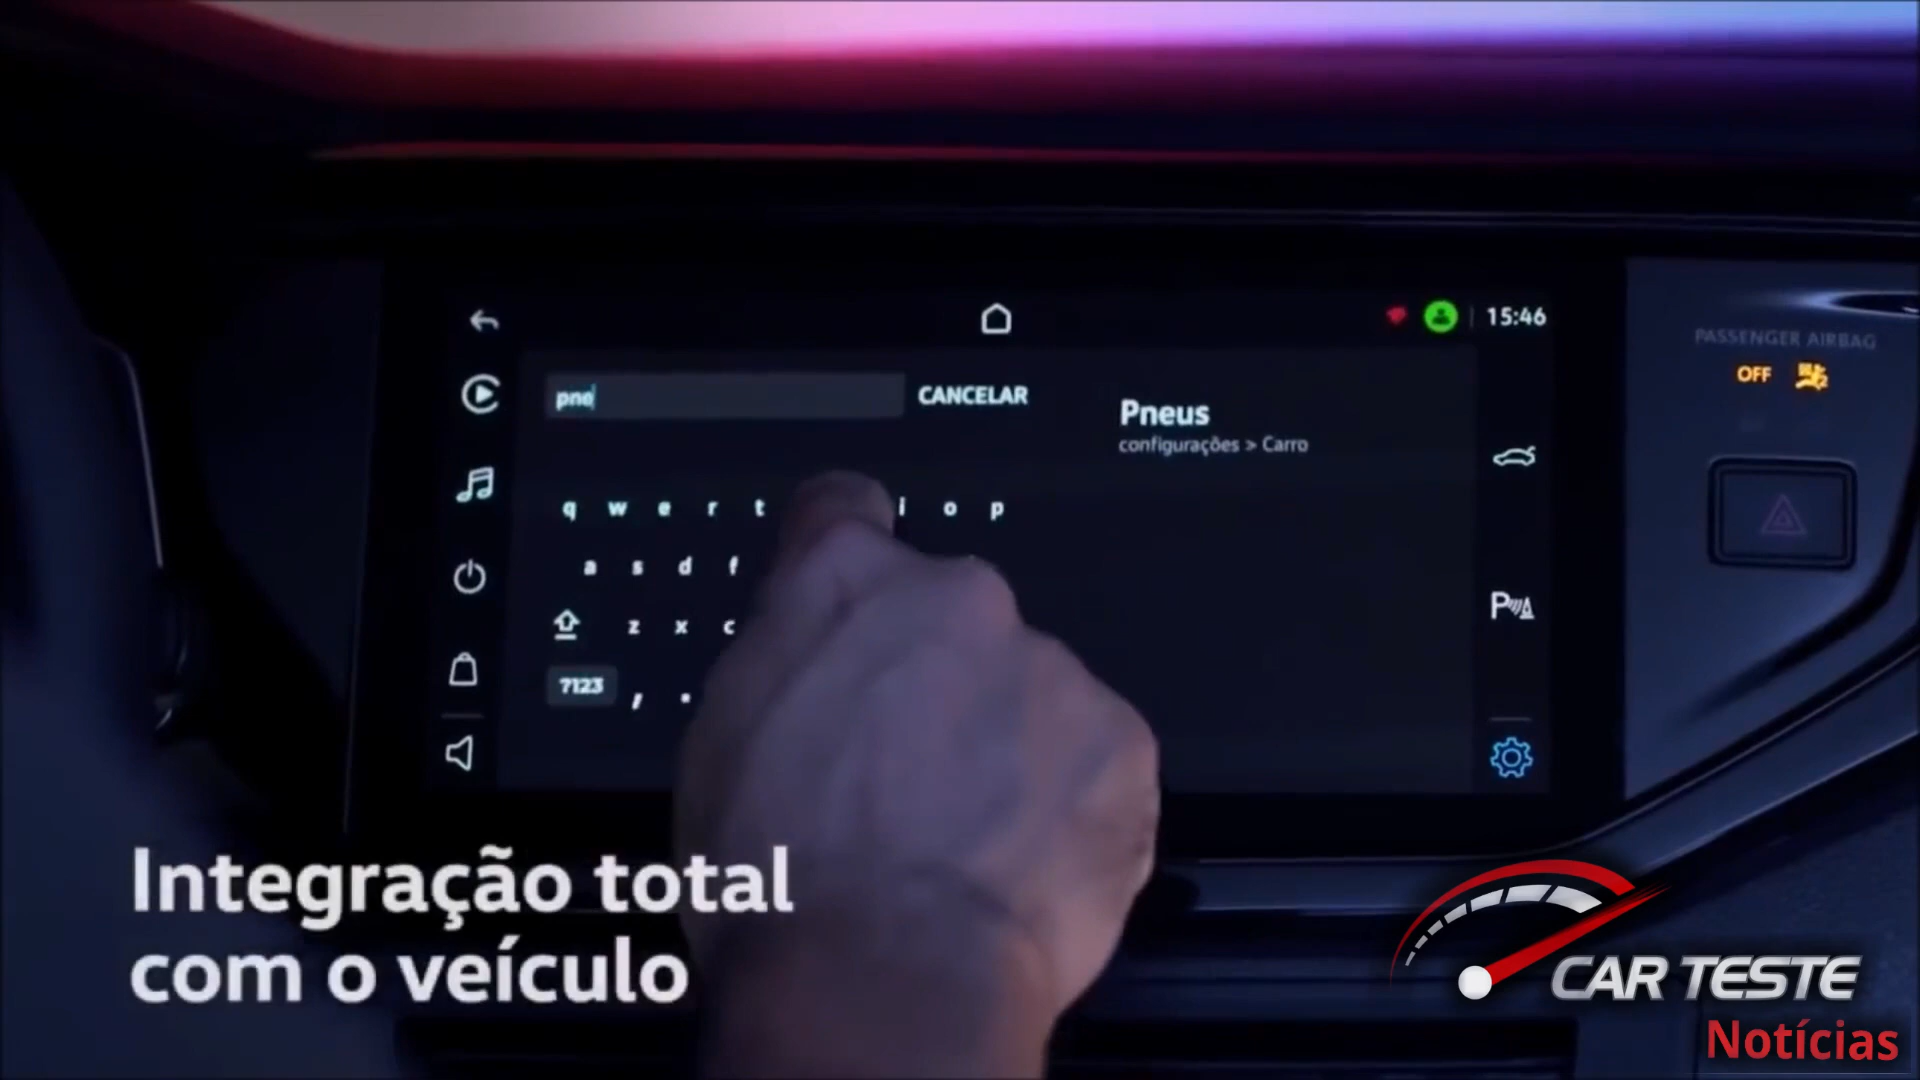 15:46
PASSENGER AIRBAG
OFF
pne
CANCELAR
Pneus
configurações > Carro
q w e r t i o p
a s d f
z x c
?123 , .
P
Integração total
com o veículo
CAR TESTE
Notícias